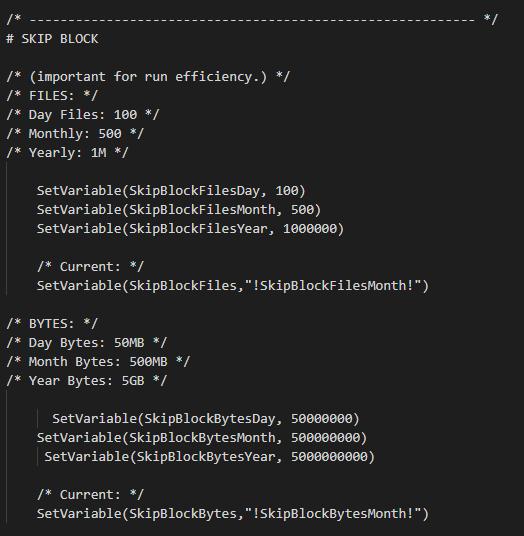 /* ---------------------------------------------------------- */
# SKIP BLOCK
/* (important for run efficiency.) */
/* FILES: */
/* Day Files: 100 */
/* Monthly: 500 */
/* Yearly: 1M */
SetVariable(SkipBlockFilesDay, 100)
SetVariable(SkipBlockFilesMonth, 500)
SetVariable(SkipBlockFilesYear, 1000000)
/* Current: */
SetVariable(SkipBlockFiles,"!SkipBlockFilesMonth!")
/* BYTES: */
/* Day Bytes: 50MB */
/* Month Bytes: 500MB */
/* Year Bytes: 5GB */
SetVariable(SkipBlockBytesDay, 50000000)
SetVariable(SkipBlockBytesMonth, 500000000)
SetVariable(SkipBlockBytesYear, 5000000000)
/* Current: */
SetVariable(SkipBlockBytes,"!SkipBlockBytesMonth!")